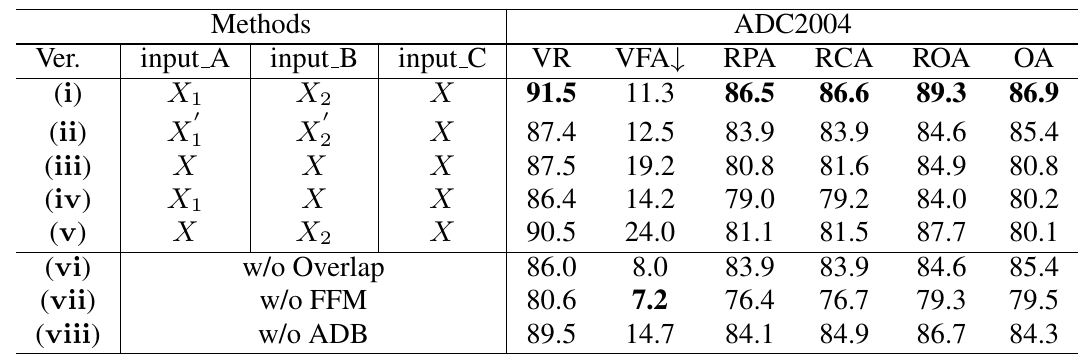 Methods ADC2004
Ver. input_A input_B input_C VR VFA↓ RPA RCA ROA OA
(i) X₁ X₂ X 91.5 11.3 86.5 86.6 89.3 86.9
(ii) X₁′ X₂′ X 87.4 12.5 83.9 83.9 84.6 85.4
(iii) X X X 87.5 19.2 80.8 81.6 84.9 80.8
(iv) X₁ X X 86.4 14.2 79.0 79.2 84.0 80.2
(v) X X₂ X 90.5 24.0 81.1 81.5 87.7 80.1
(vi) w/o Overlap 86.0 8.0 83.9 83.9 84.6 85.4
(vii) w/o FFM 80.6 7.2 76.4 76.7 79.3 79.5
(viii) w/o ADB 89.5 14.7 84.1 84.9 86.7 84.3